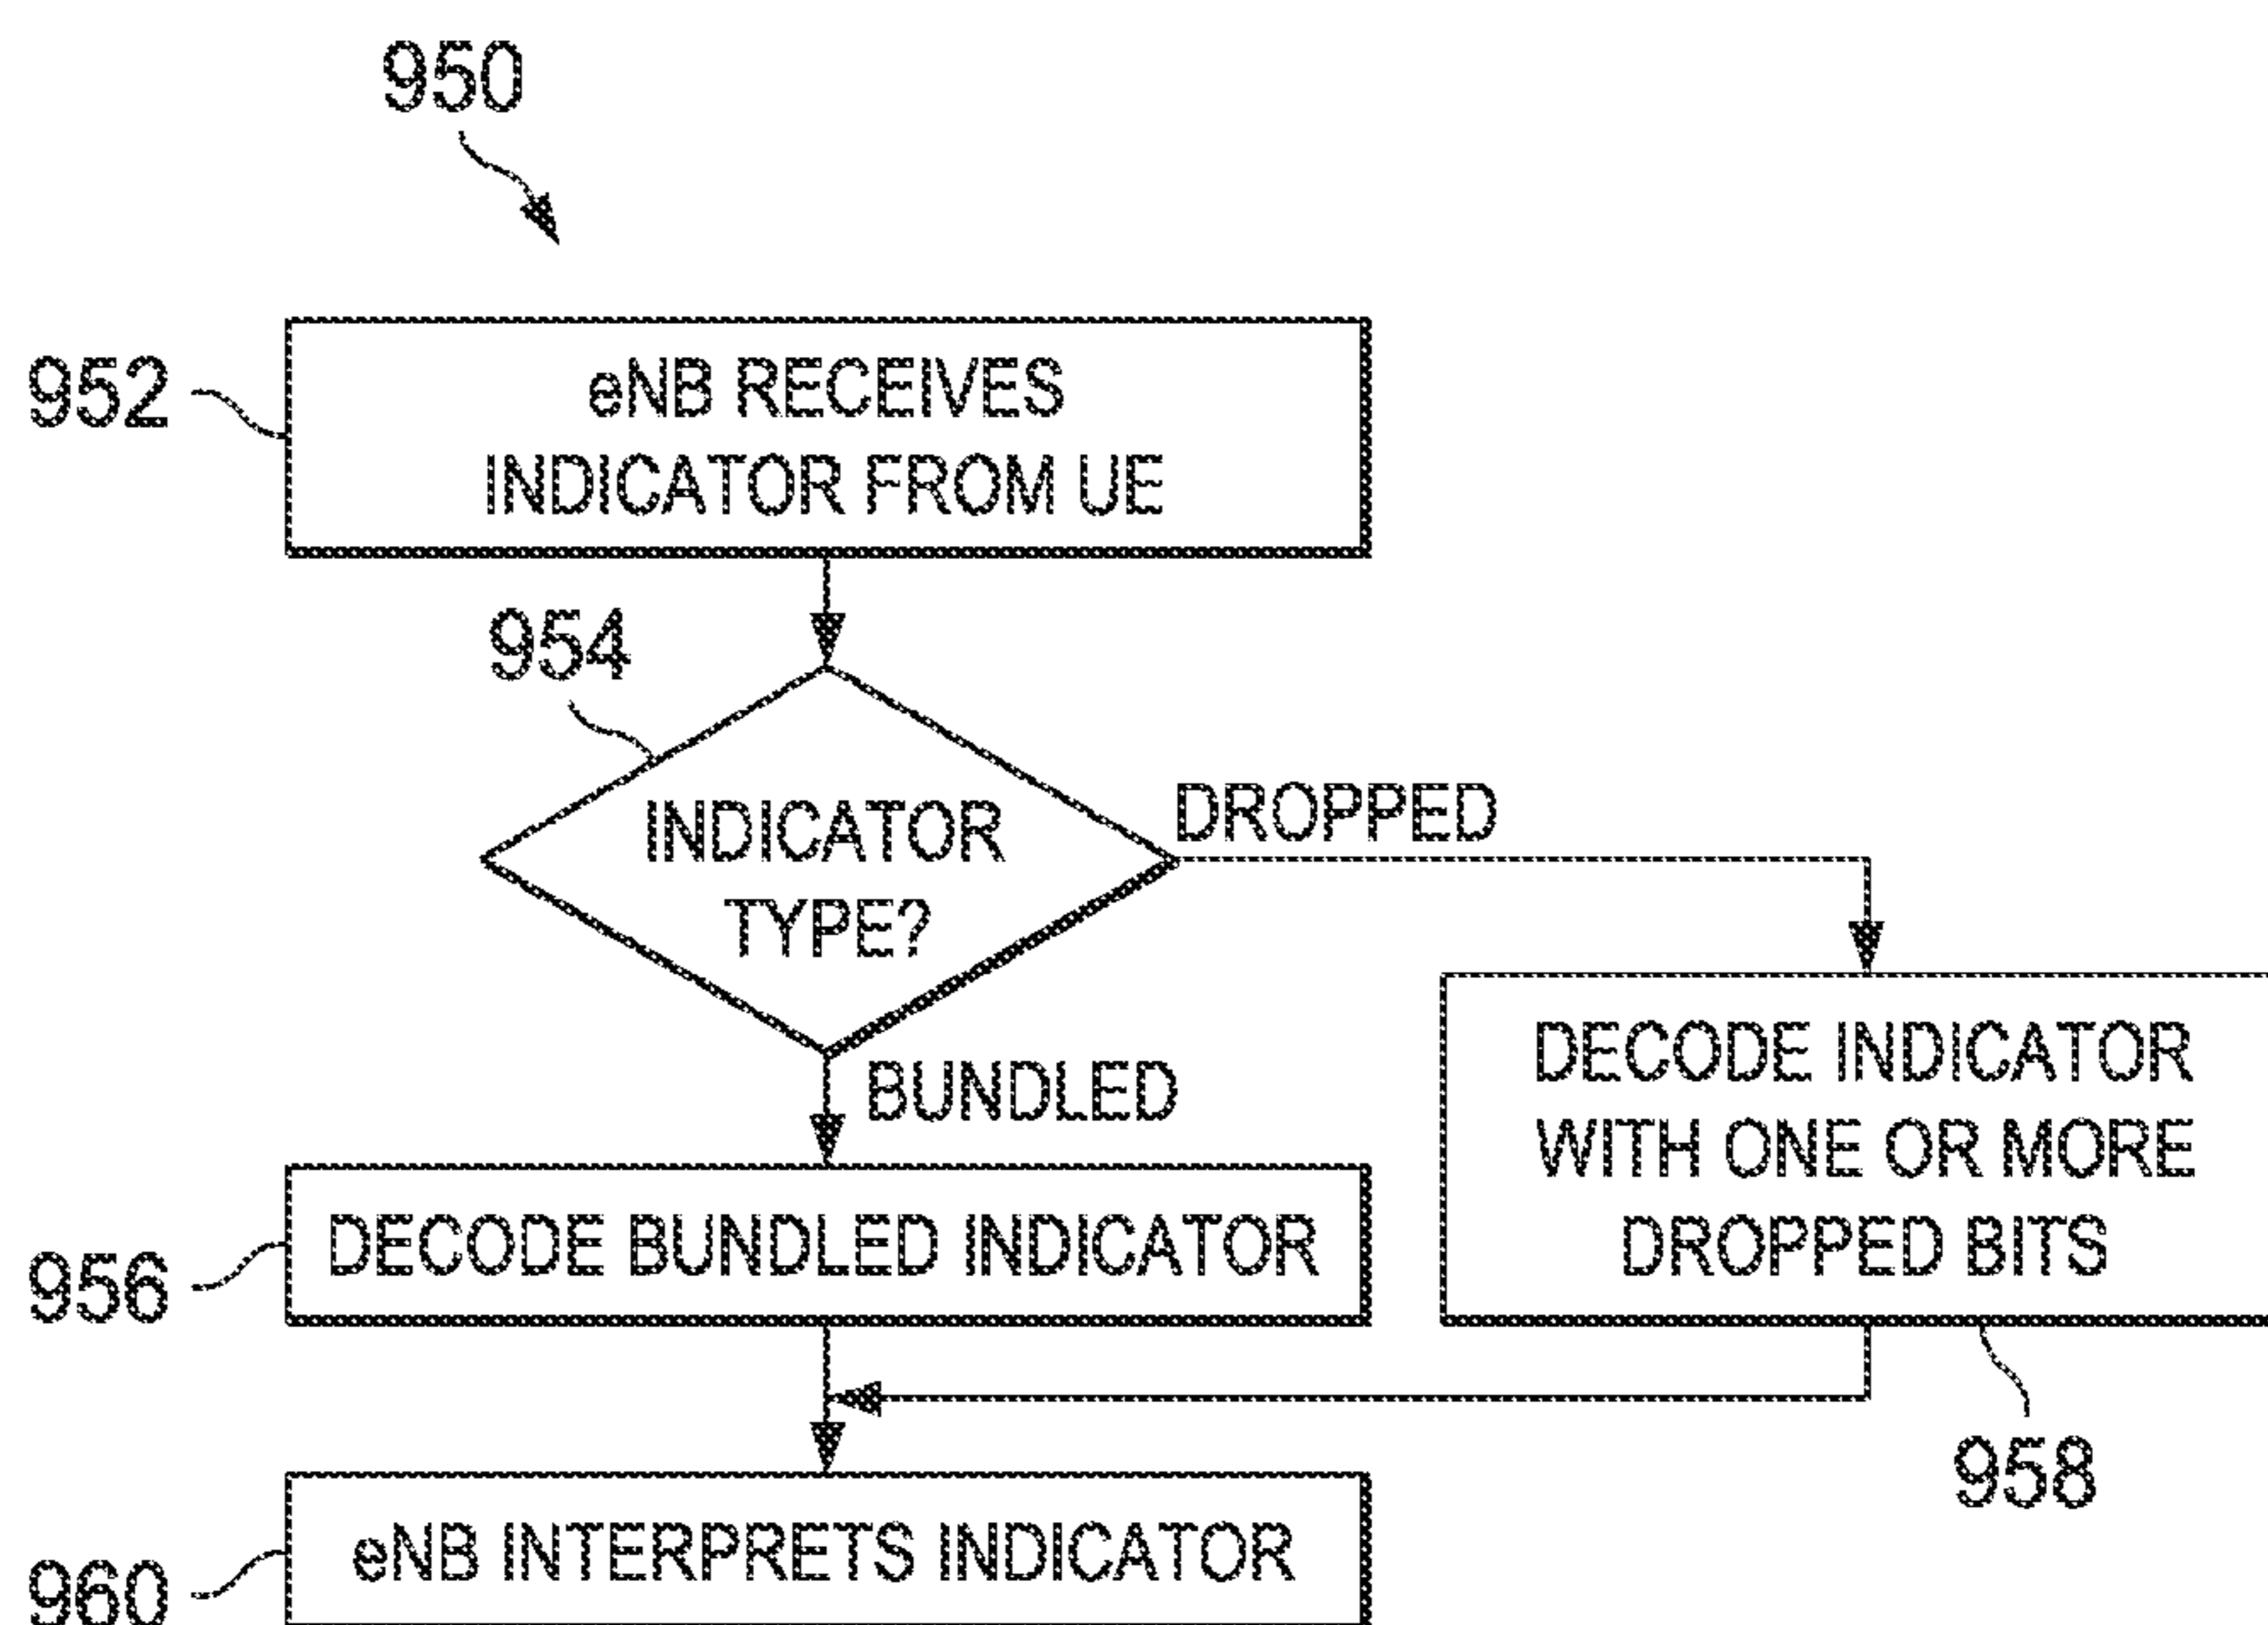 950
952
eNB RECEIVES
INDICATOR FROM UE
954
INDICATOR
TYPE?
DROPPED
BUNDLED
DECODE INDICATOR
WITH ONE OR MORE
DROPPED BITS
956
DECODE BUNDLED INDICATOR
958
960
eNB INTERPRETS INDICATOR